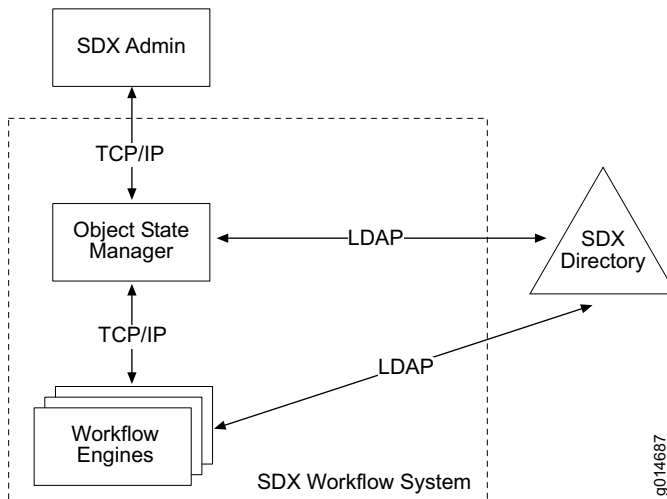 SDX Admin
TCP/IP
Object State
Manager
LDAP
SDX
Directory
TCP/IP
LDAP
Workflow
Engines
SDX Workflow System
g014687